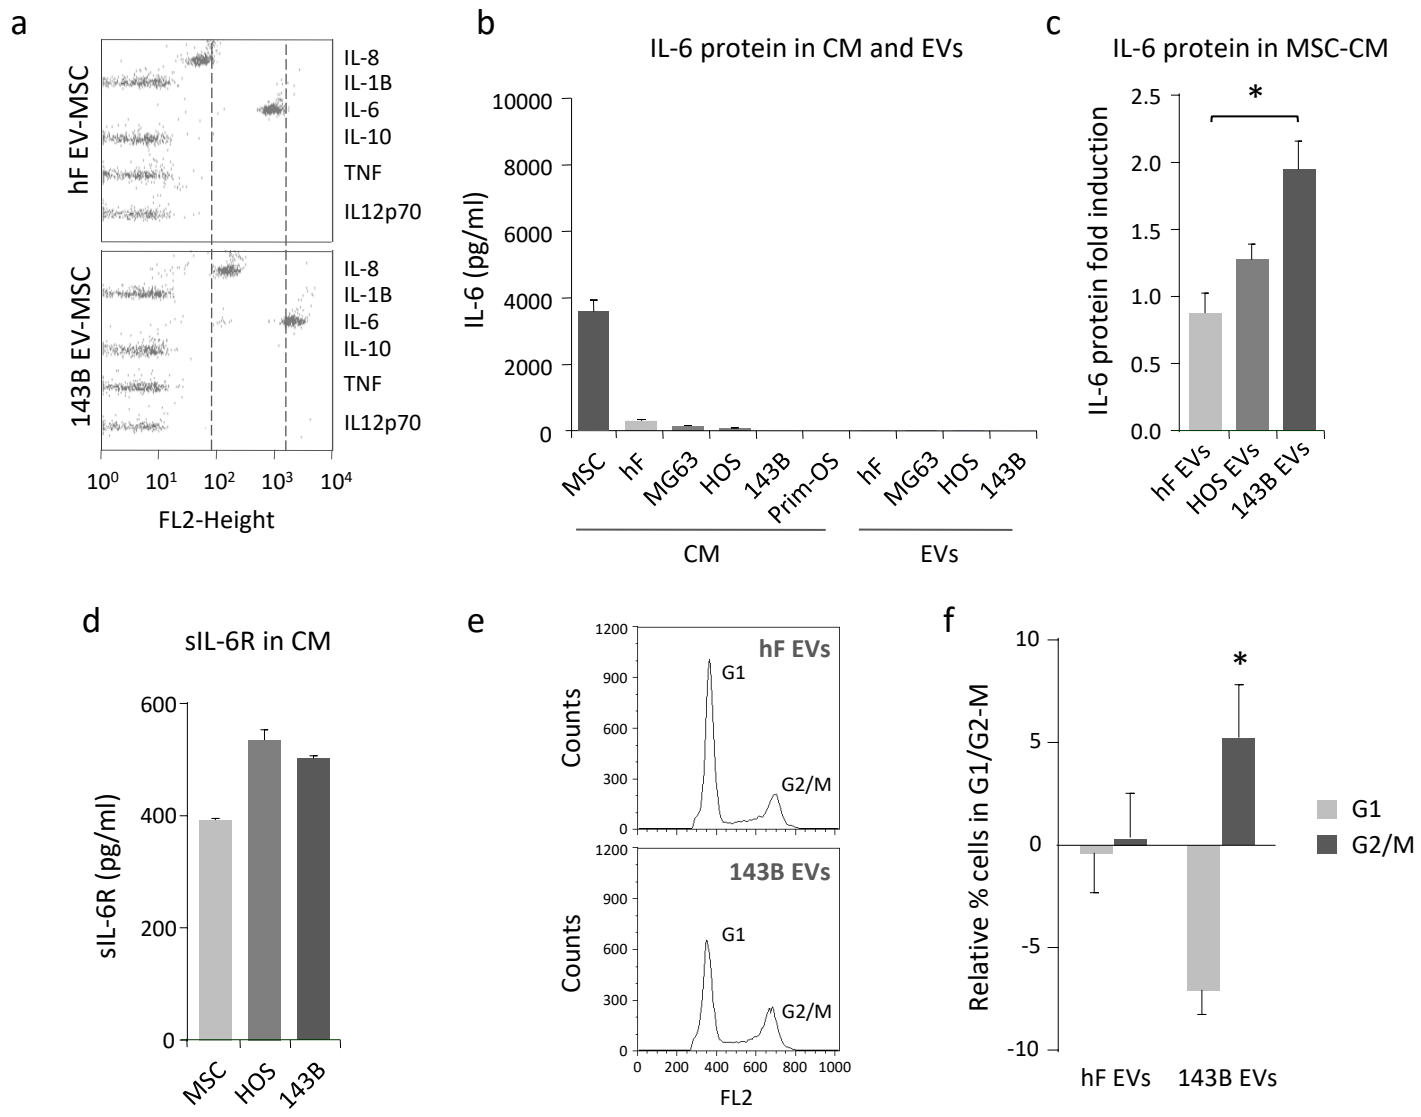 a
hF EV-MSC
IL-8
IL-1B
IL-6
IL-10
TNF
IL12p70
143B EV-MSC
IL-8
IL-1B
IL-6
IL-10
TNF
IL12p70
10⁰ 10¹ 10² 10³ 10⁴
FL2-Height
b
IL-6 protein in CM and EVs
IL-6 (pg/ml)
10000
8000
6000
4000
2000
0
MSC hF MG63 HOS 143B Prim-OS hF MG63 HOS 143B
CM EVs
c
IL-6 protein in MSC-CM
IL-6 protein fold induction
2.5
2.0
1.5
1.0
0.5
0.0
*
hF EVs HOS EVs 143B EVs
d
sIL-6R in CM
sIL-6R (pg/ml)
600
400
200
0
MSC HOS 143B
e
Counts
1200
900
600
300
0
hF EVs
G1
G2/M
Counts
1200
900
600
300
0
143B EVs
G1
G2/M
0 200 400 600 800 1000
FL2
f
Relative % cells in G1/G2-M
10
5
0
-5
-10
*
hF EVs 143B EVs
G1
G2/M